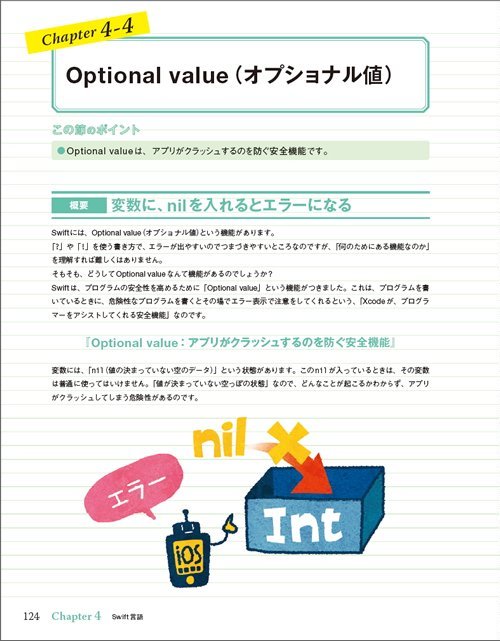 Chapter 4-4
Optional value（オプショナル値）
この節のポイント
●Optional valueは、アプリがクラッシュするのを防ぐ安全機能です。
概要 変数に、nilを入れるとエラーになる
Swiftには、Optional value（オプショナル値）という機能があります。
「?」や「!」を使う書き方で、エラーが出やすいのでつまづきやすいところなのですが、「何のためにある機能なのか」
を理解すれば難しくはありません。
そもそも、どうしてOptional valueなんて機能があるのでしょうか？
Swiftは、プログラムの安全性を高めるために「Optional value」という機能がつきました。これは、プログラムを書
いているときに、危険性なプログラムを書くとその場でエラー表示で注意をしてくれるという、「Xcodeが、プログラ
マーをアシストしてくれる安全機能」なのです。
『Optional value：アプリがクラッシュするのを防ぐ安全機能』
変数には、「nil（値の決まっていない空のデータ）」という状態があります。このnilが入っているときは、その変数
は普通に使ってはいけません。「値が決まっていない空っぽの状態」なので、どんなことが起こるかわからず、アプリ
がクラッシュしてしまう危険性があるのです。
nil
エラー
Int
iOS
124 Chapter 4 Swift言語